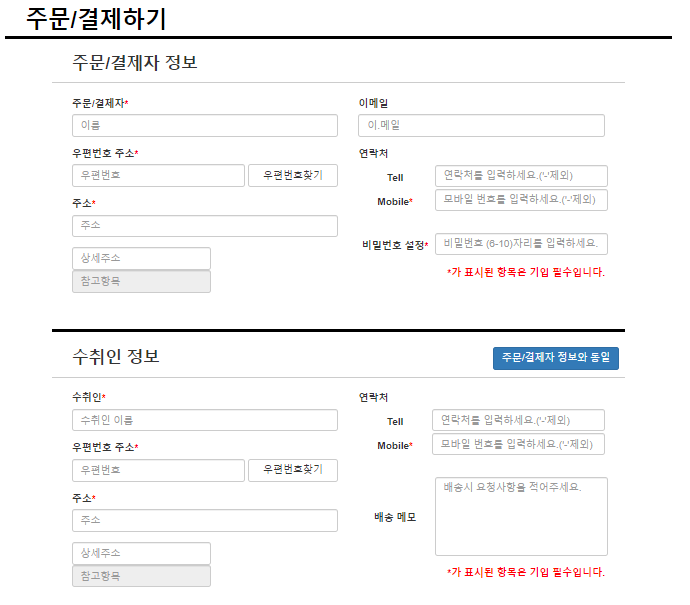 주문/결제하기
주문/결제자 정보
주문/결제자*
이메일
이름
이.메일
우편번호 주소*
연락처
우편번호
우편번호찾기
Tell
연락처를 입력하세요.('-'제외)
Mobile*
모바일 번호를 입력하세요.('-'제외)
주소*
주소
비밀번호 설정*
비밀번호 (6-10)자리를 입력하세요.
상세주소
참고항목
*가 표시된 항목은 기입 필수입니다.
수취인 정보
주문/결제자 정보와 동일
수취인*
연락처
수취인 이름
Tell
연락처를 입력하세요.('-'제외)
우편번호 주소*
Mobile*
모바일 번호를 입력하세요.('-'제외)
우편번호
우편번호찾기
주소*
주소
배송 메모
배송시 요청사항을 적어주세요.
상세주소
참고항목
*가 표시된 항목은 기입 필수입니다.